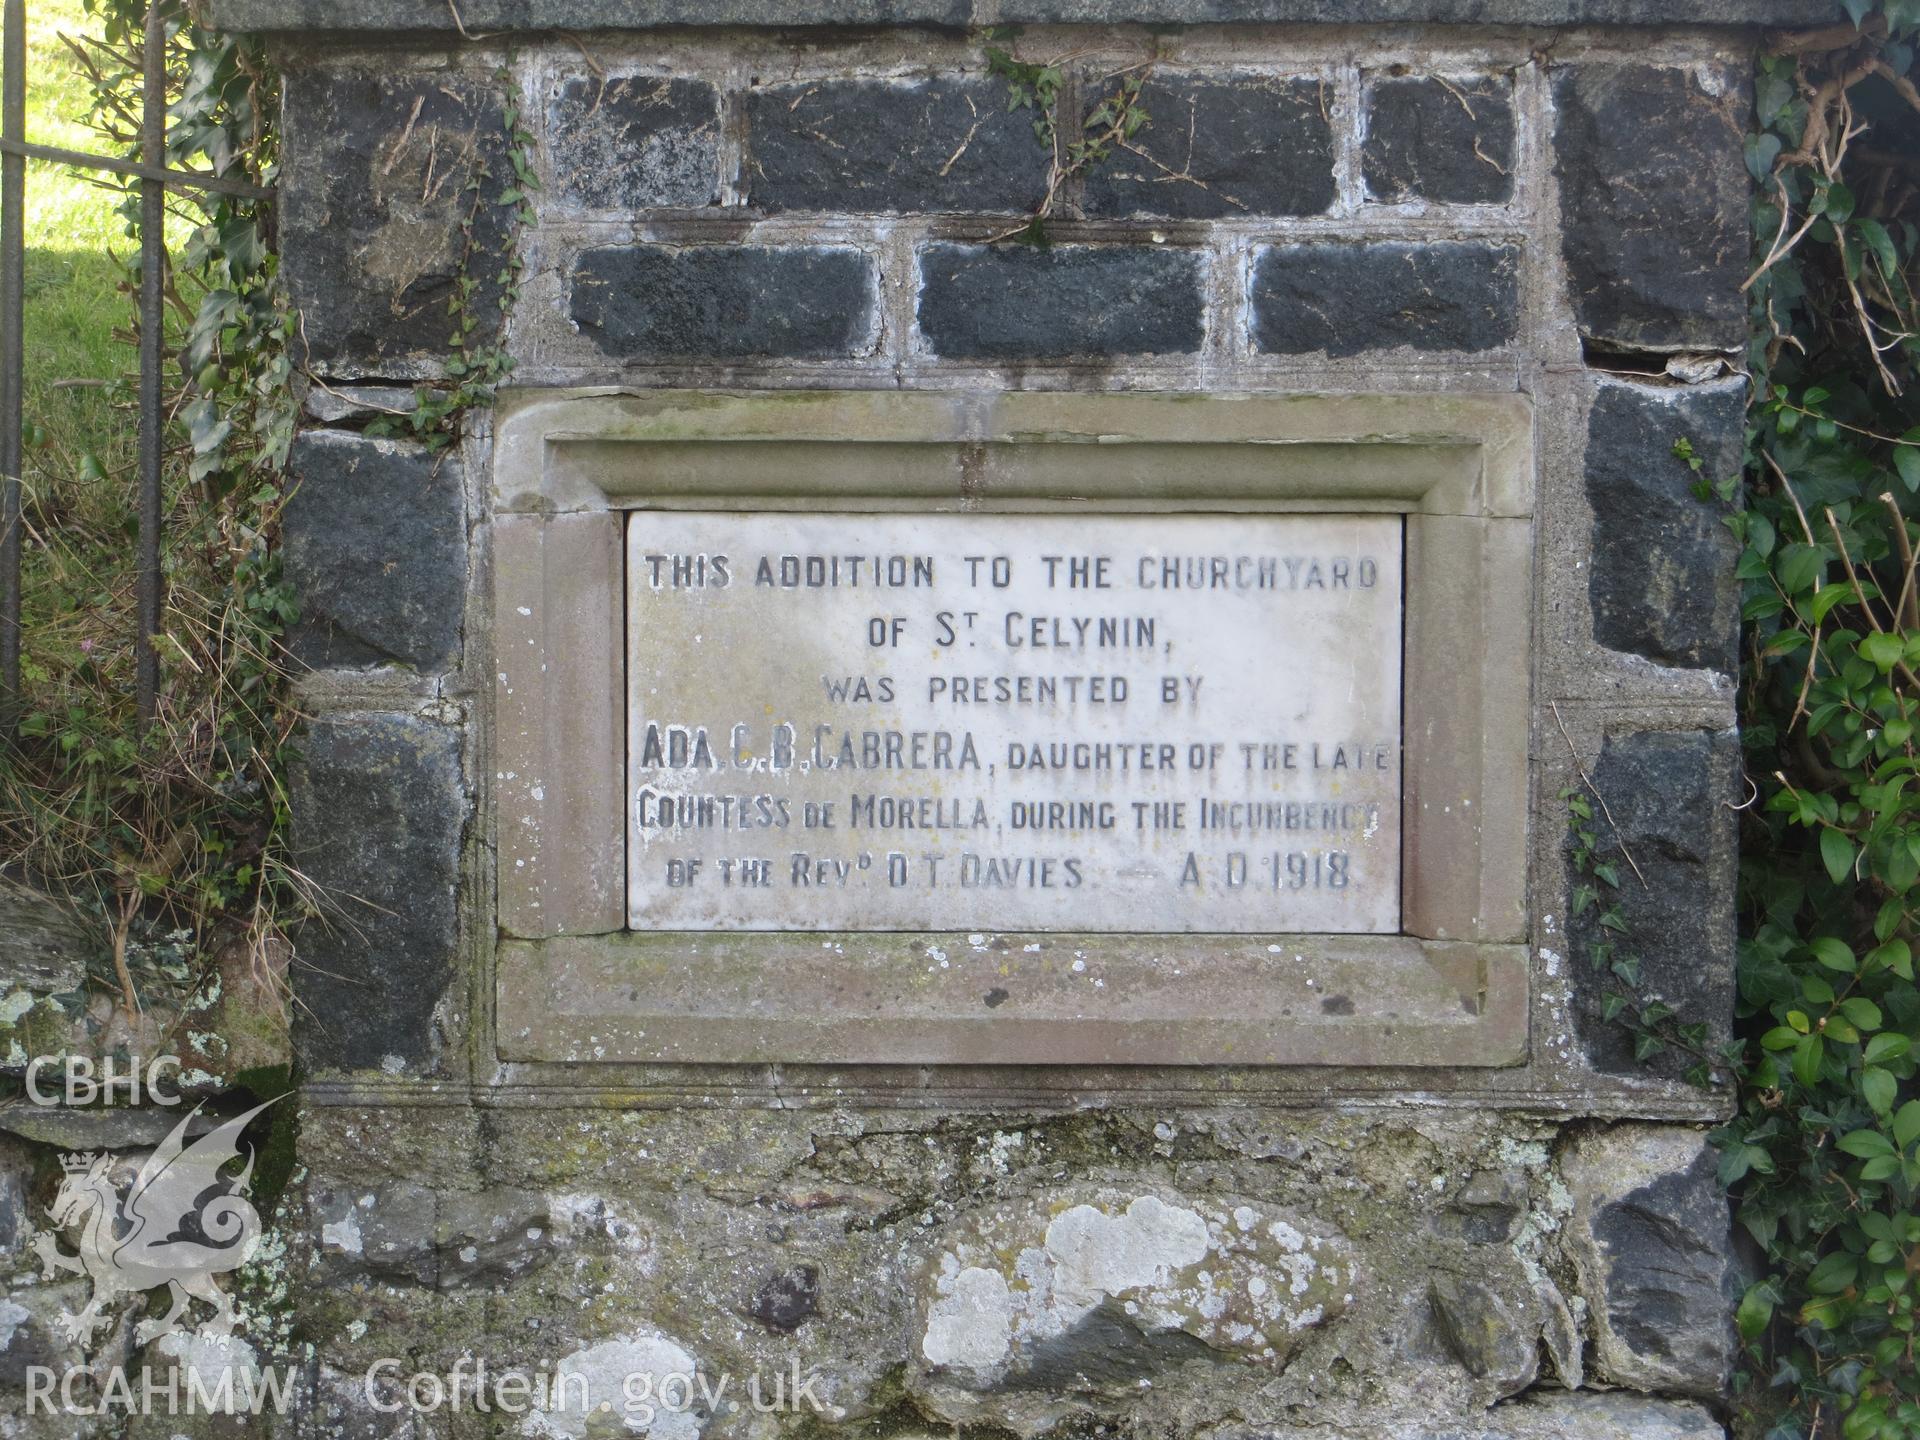 THIS ADDITION TO THE CHURCHYARD
OF ST. CELYNIN,
WAS PRESENTED BY
ADA.C.B.CABRERA, DAUGHTER OF THE LATE
COUNTESS DE MORELLA, DURING THE INCUNBENCY
OF THE REVD. D.T.DAVIES. — A.D.1918.
CBHC
RCAHMW Coflein.gov.uk